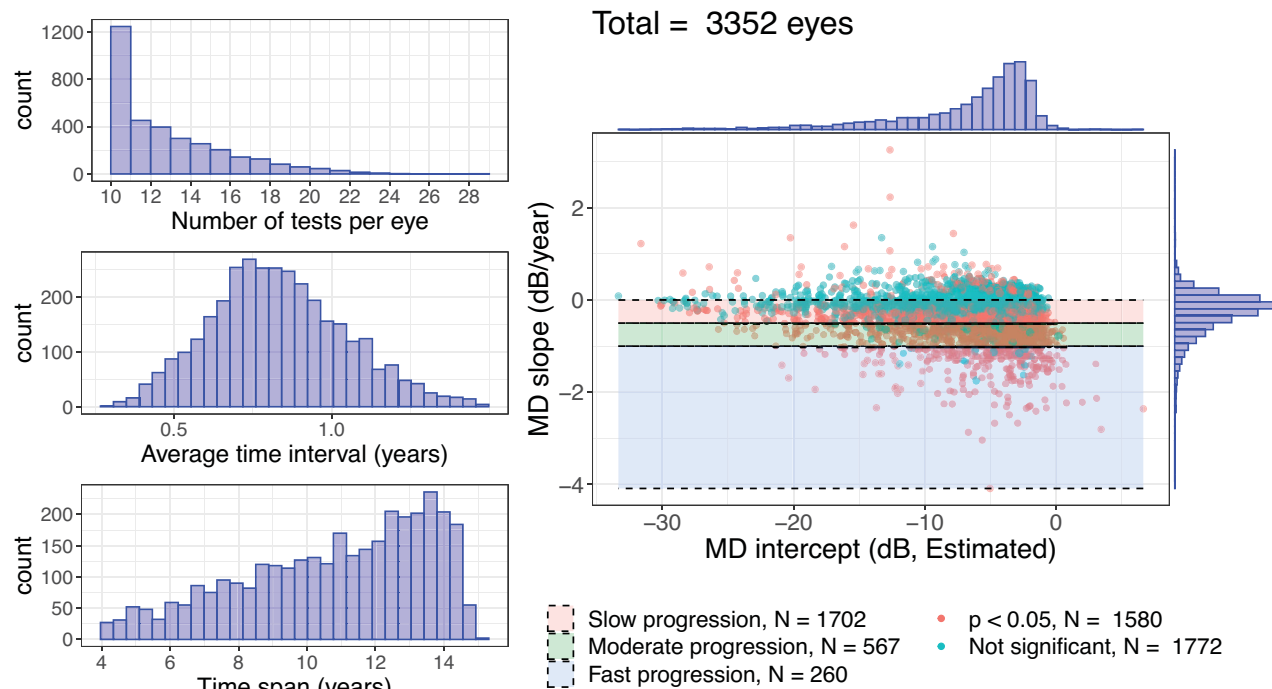 Total = 3352 eyes
count
1200
800
400
0
10 12 14 16 18 20 22 24 26 28
Number of tests per eye
count
200
100
0
0.5 1.0
Average time interval (years)
count
200
150
100
50
0
4 6 8 10 12 14
Time span (years)
MD slope (dB/year)
2
0
−2
−4
−30 −20 −10 0
MD intercept (dB, Estimated)
Slow progression, N = 1702
Moderate progression, N = 567
Fast progression, N = 260
p < 0.05, N = 1580
Not significant, N = 1772